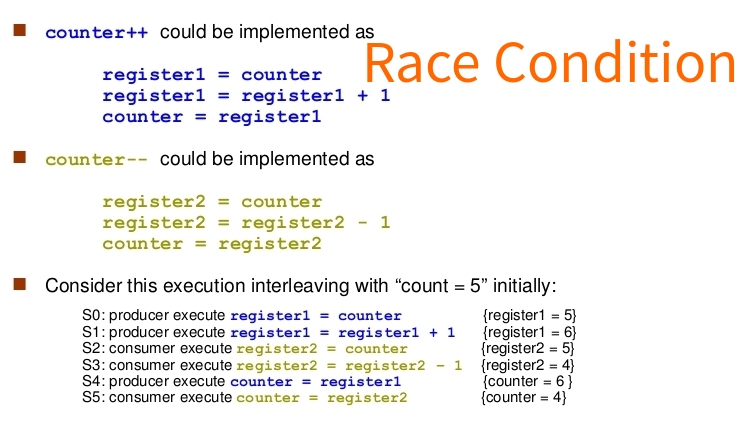 Race Condition
counter++ could be implemented as
register1 = counter
register1 = register1 + 1
counter = register1
counter-- could be implemented as
register2 = counter
register2 = register2 - 1
counter = register2
Consider this execution interleaving with “count = 5” initially:
S0: producer execute register1 = counter {register1 = 5}
S1: producer execute register1 = register1 + 1 {register1 = 6}
S2: consumer execute register2 = counter {register2 = 5}
S3: consumer execute register2 = register2 - 1 {register2 = 4}
S4: producer execute counter = register1 {counter = 6 }
S5: consumer execute counter = register2 {counter = 4}